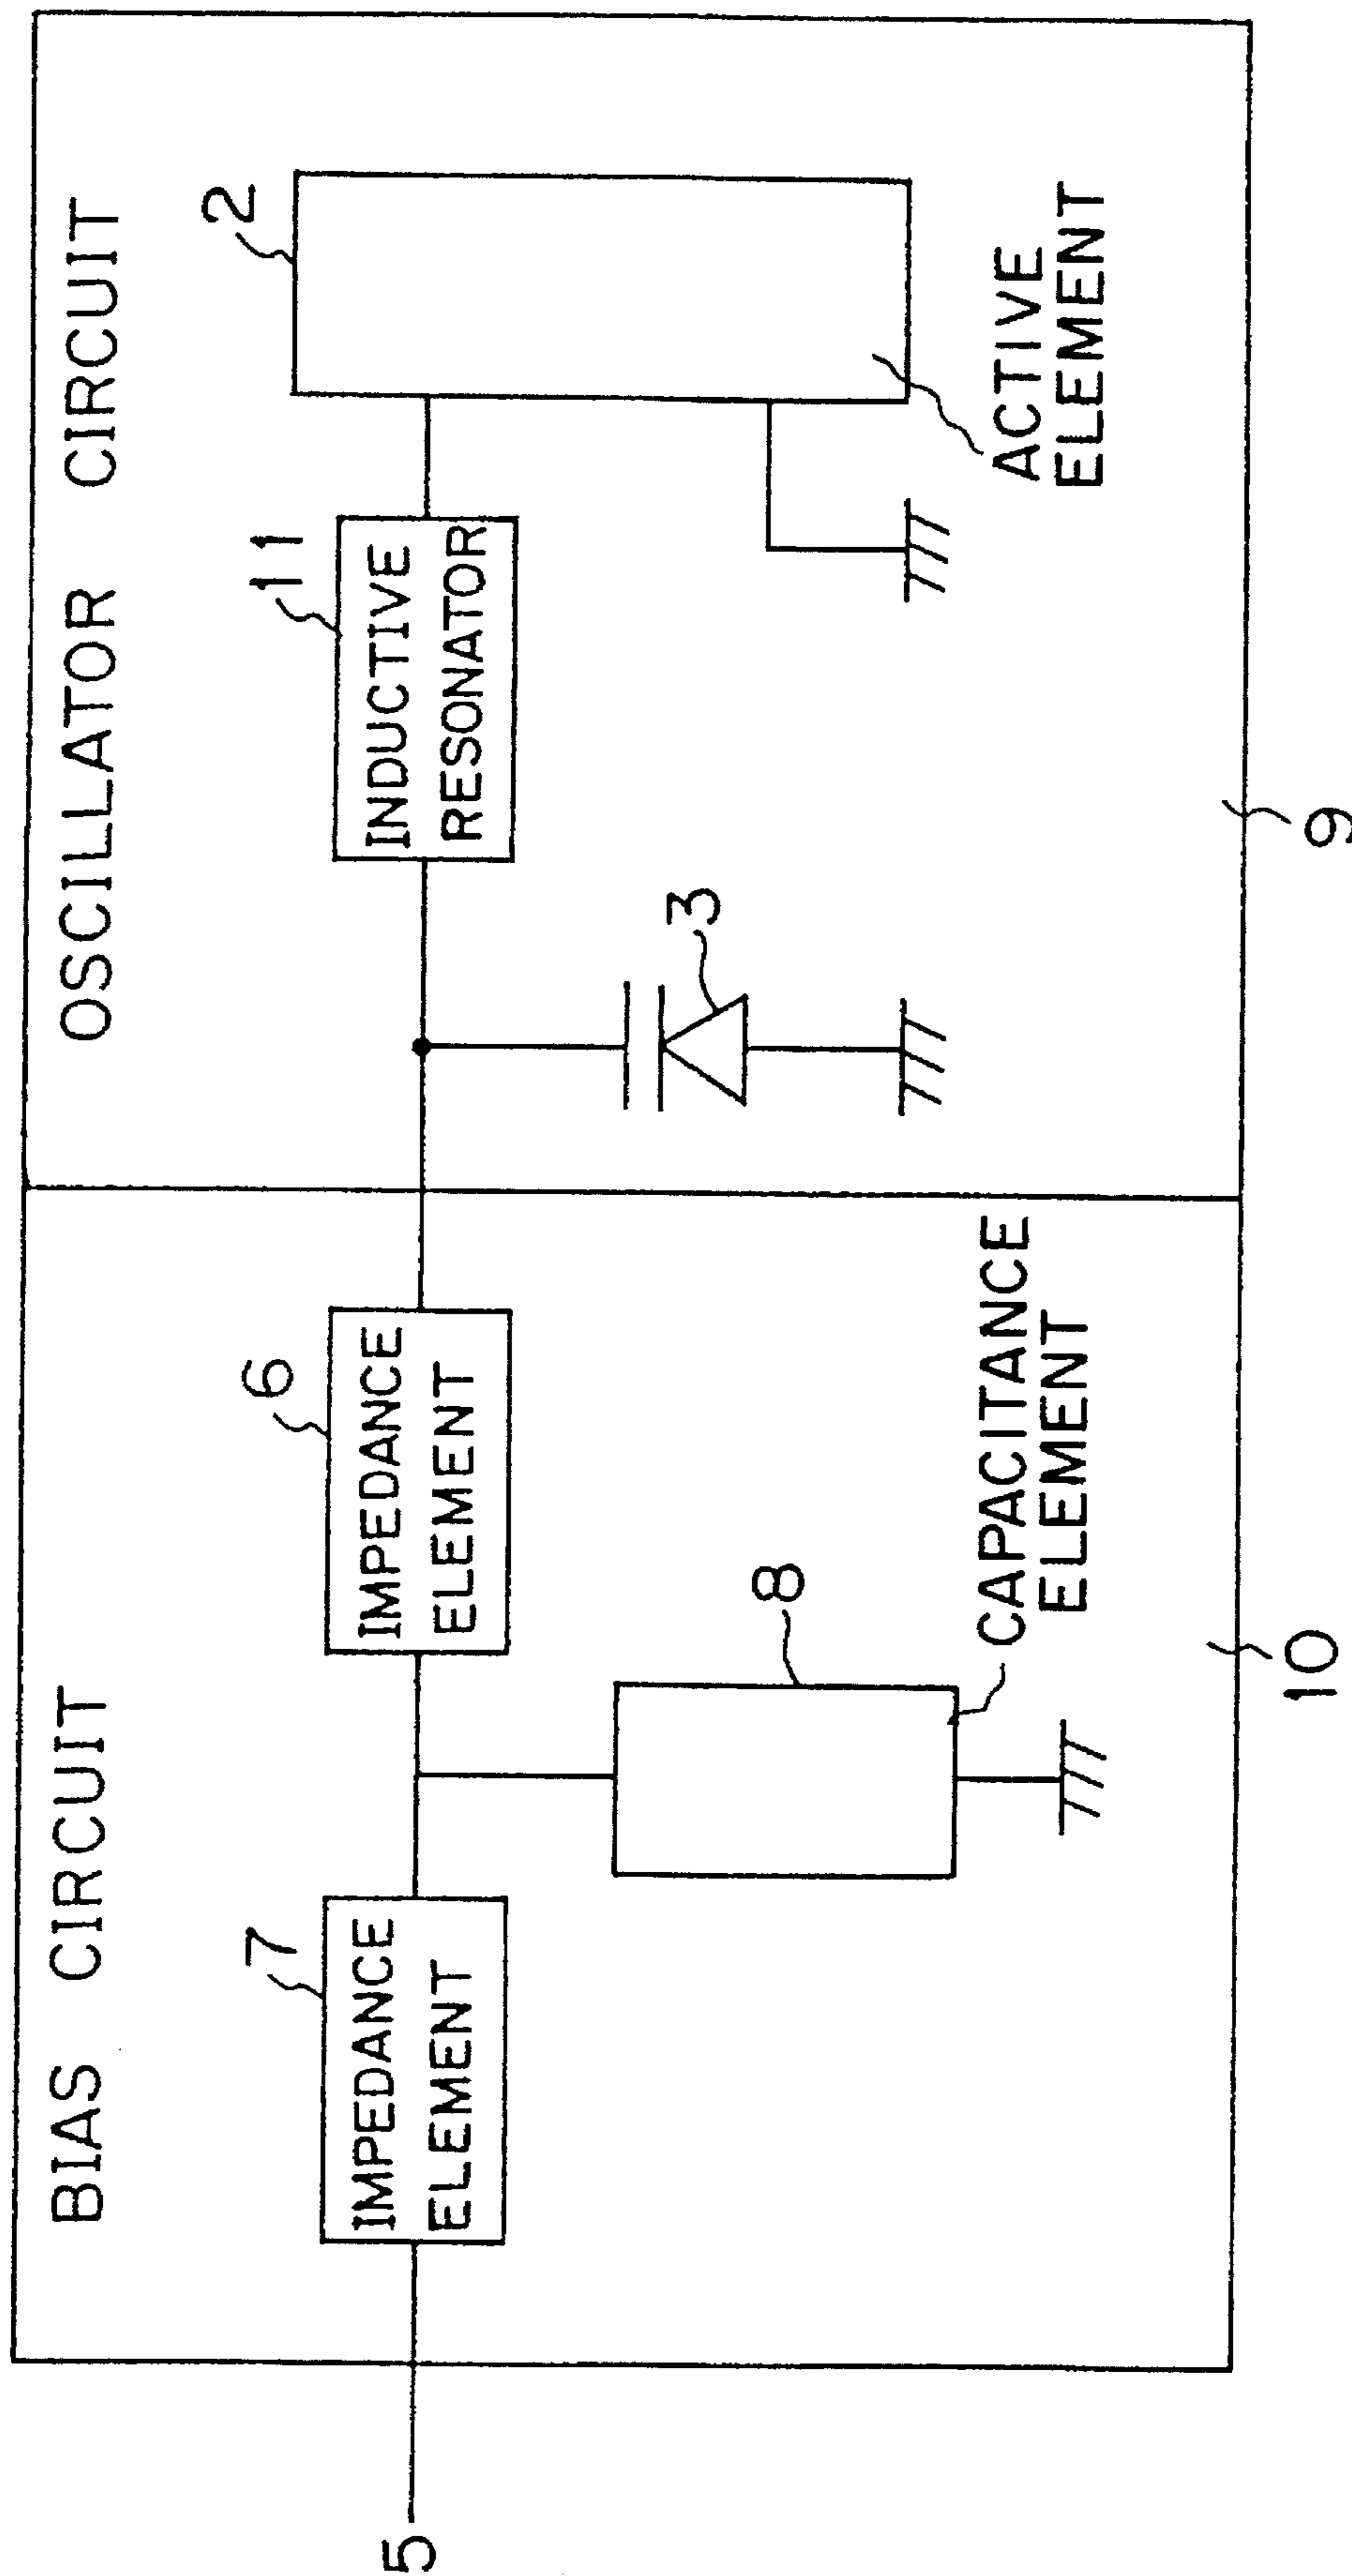 BIAS CIRCUIT
OSCILLATOR CIRCUIT
5
7
IMPEDANCE
ELEMENT
6
IMPEDANCE
ELEMENT
8
CAPACITANCE
ELEMENT
10
3
11
INDUCTIVE
RESONATOR
2
ACTIVE
ELEMENT
9